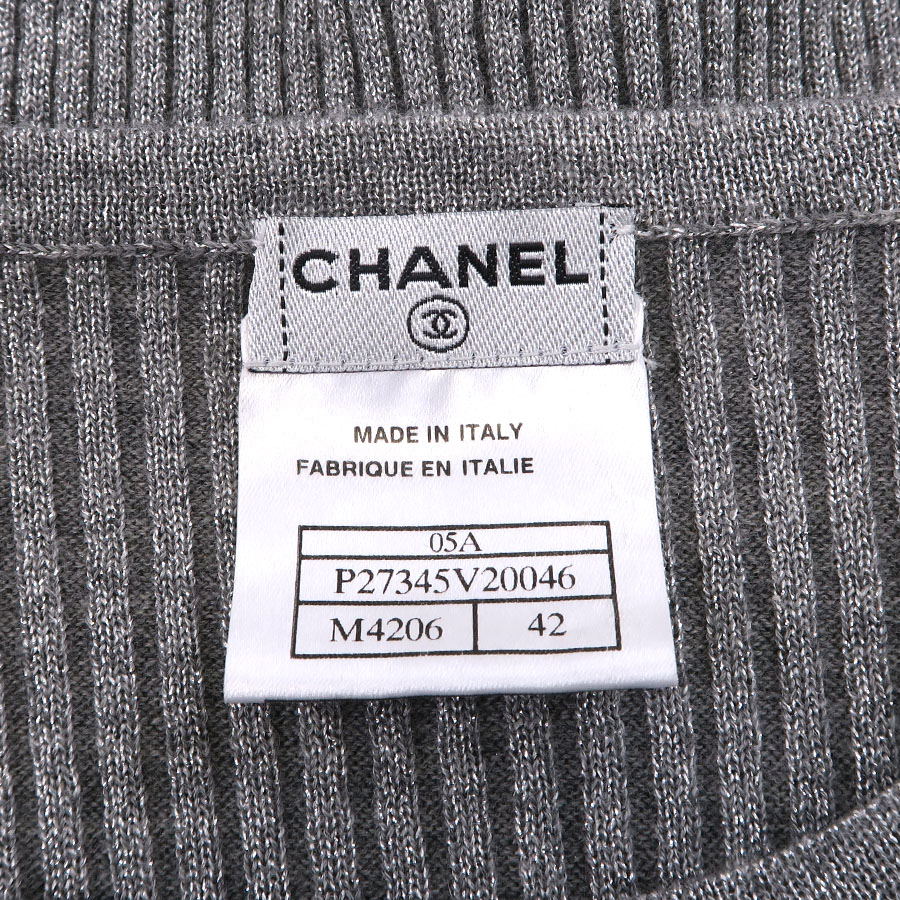 CHANEL
MADE IN ITALY
FABRIQUE EN ITALIE
05A
P27345V20046
M4206 42